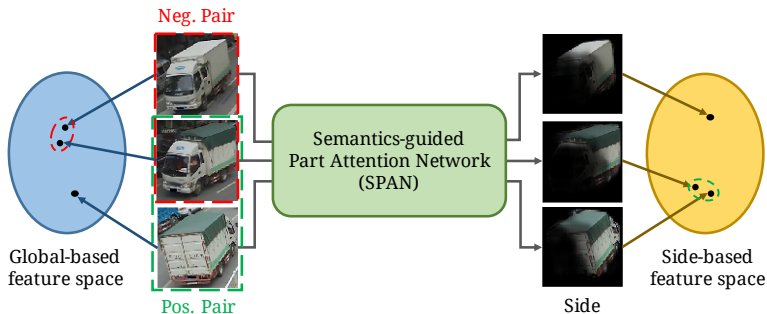 Neg. Pair
Semantics-guided
Part Attention Network
(SPAN)
Global-based
feature space
Side-based
feature space
Pos. Pair
Side